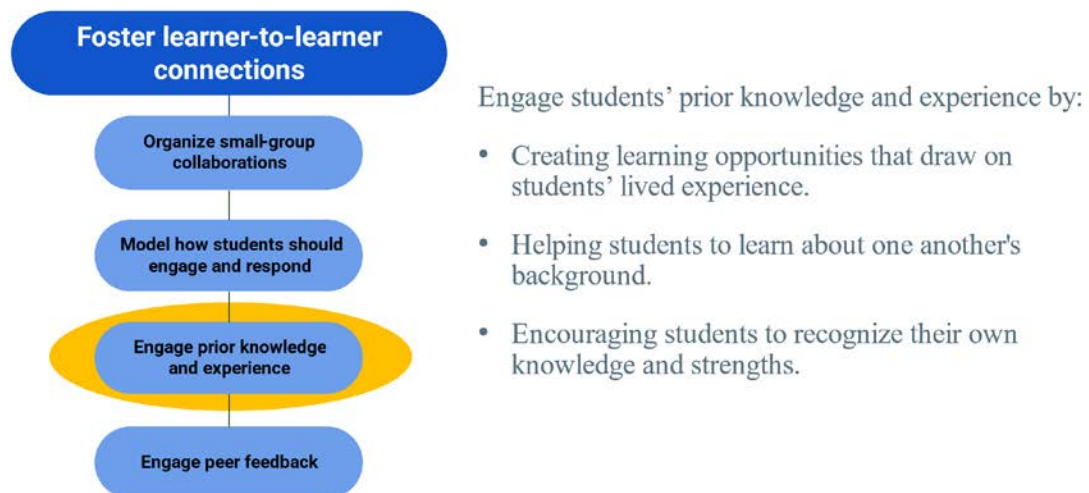 Foster learner-to-learner
connections
Organize small-group
collaborations
Model how students should
engage and respond
Engage prior knowledge
and experience
Engage peer feedback
Engage students’ prior knowledge and experience by:
• Creating learning opportunities that draw on
students’ lived experience.
• Helping students to learn about one another's
background.
• Encouraging students to recognize their own
knowledge and strengths.